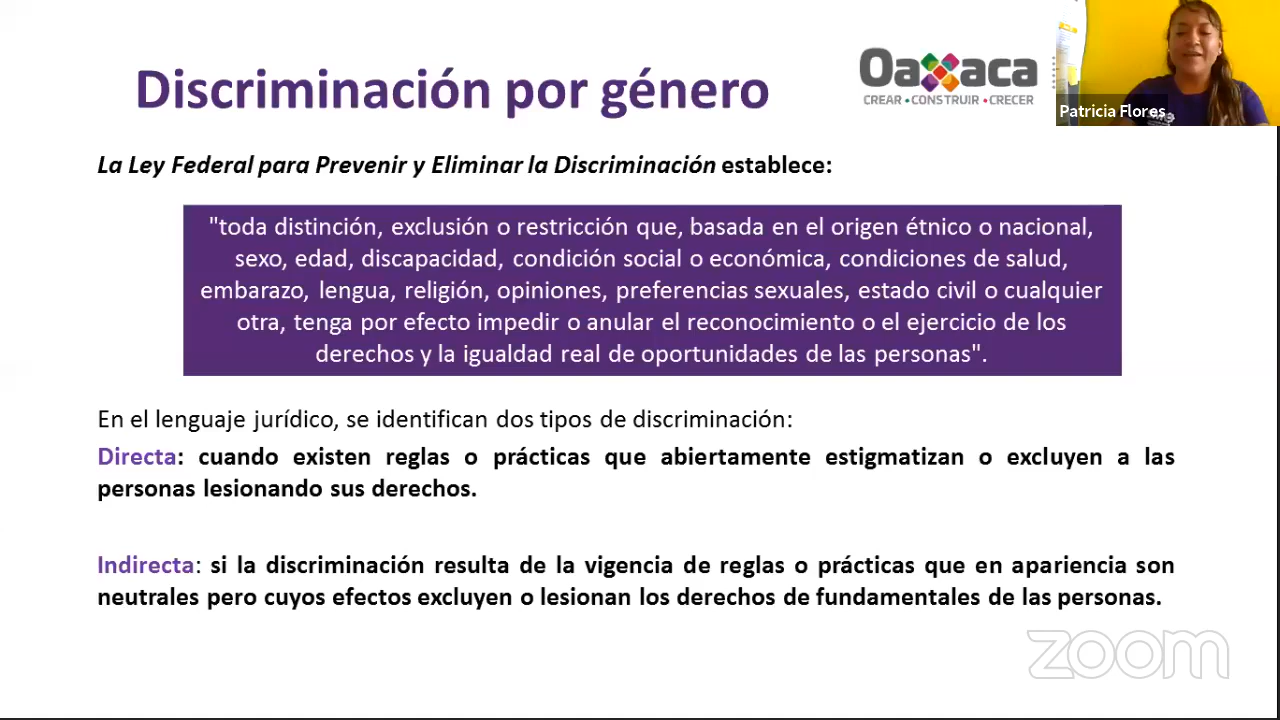 Discriminación por género
Oaxaca
CREAR • CONSTRUIR • CRECER
Patricia Flores
La Ley Federal para Prevenir y Eliminar la Discriminación establece:
"toda distinción, exclusión o restricción que, basada en el origen étnico o nacional,
sexo, edad, discapacidad, condición social o económica, condiciones de salud,
embarazo, lengua, religión, opiniones, preferencias sexuales, estado civil o cualquier
otra, tenga por efecto impedir o anular el reconocimiento o el ejercicio de los
derechos y la igualdad real de oportunidades de las personas".
En el lenguaje jurídico, se identifican dos tipos de discriminación:
Directa: cuando existen reglas o prácticas que abiertamente estigmatizan o excluyen a las
personas lesionando sus derechos.
Indirecta: si la discriminación resulta de la vigencia de reglas o prácticas que en apariencia son
neutrales pero cuyos efectos excluyen o lesionan los derechos de fundamentales de las personas.
zoom